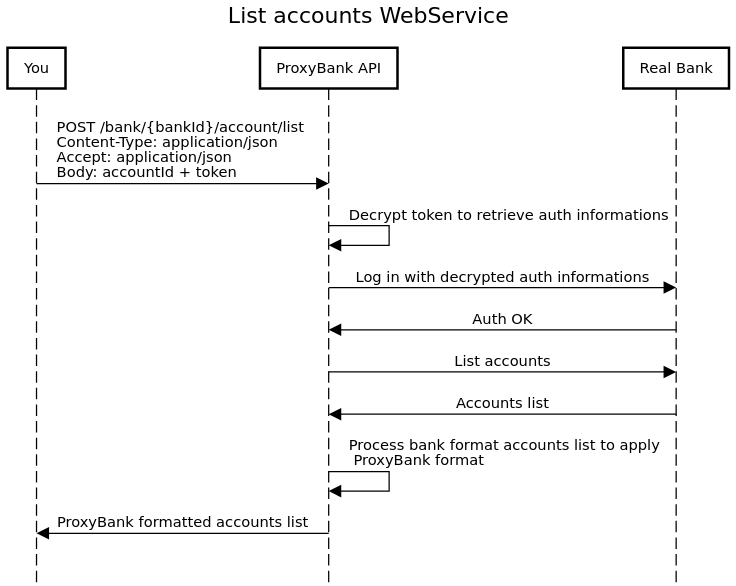 List accounts WebService
You
ProxyBank API
Real Bank
POST /bank/{bankId}/account/list
Content-Type: application/json
Accept: application/json
Body: accountId + token
Decrypt token to retrieve auth informations
Log in with decrypted auth informations
Auth OK
List accounts
Accounts list
Process bank format accounts list to apply
ProxyBank format
ProxyBank formatted accounts list